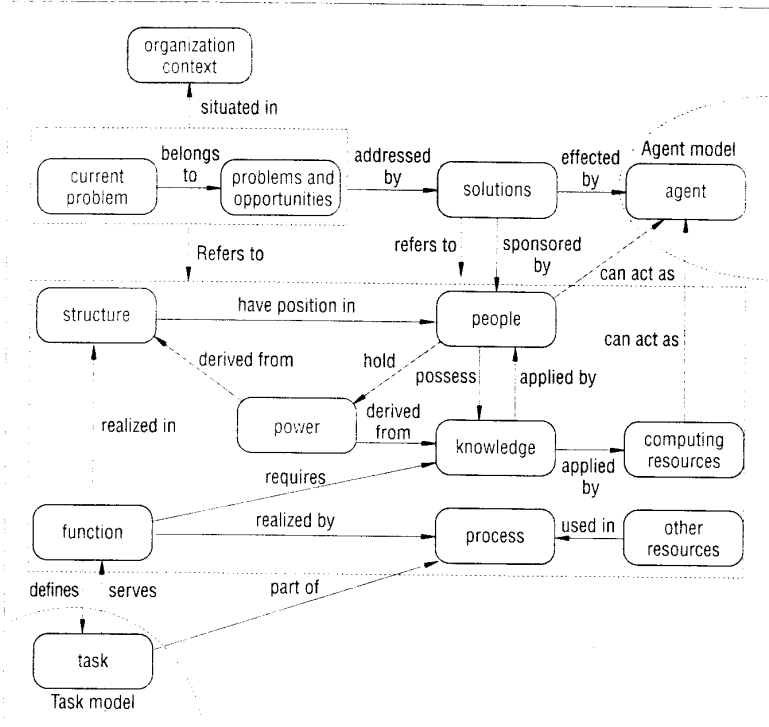 organization
context
situated in
current
problem
belongs
to
problems and
opportunities
addressed
by
solutions
effected
by
Agent model
agent
Refers to
refers to
sponsored
by
can act as
structure
have position in
people
can act as
derived from
hold
possess
applied by
realized in
power
derived
from
knowledge
applied
by
computing
resources
requires
function
realized by
process
used in
other
resources
defines
serves
part of
task
Task model